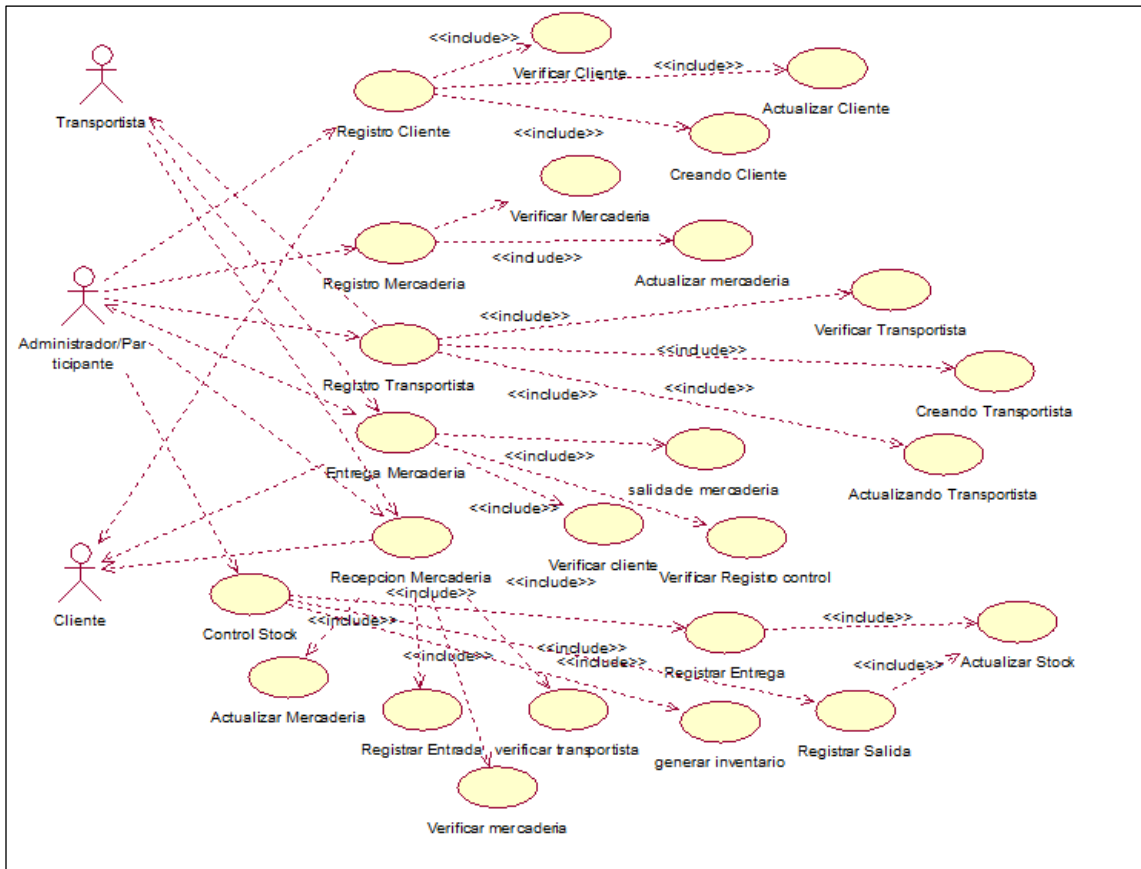 <<include>>
Verificar Cliente
<<include>>
Actualizar Cliente
Transportista
Registro Cliente
<<include>>
Creando Cliente
Verificar Mercaderia
<<include>>
Registro Mercaderia
Actualizar mercaderia
Administrador/Par
ticipante
<<include>>
Verificar Transportista
<<include>>
Registro Transportista
<<include>>
Creando Transportista
Entrega Mercaderia
<<include>>
salida de mercaderia
Actualizando Transportista
<<include>>
Verificar cliente
Verificar Registro control
Recepcion Mercaderia
<<include>>
<<include>>
Cliente
Control Stock
<<include>>
<<include>>
<<include>>
<<include>>
<<include>>
Registrar Entrega
Actualizar Stock
Actualizar Mercaderia
Registrar Entrada
verificar transportista
generar inventario
Registrar Salida
Verificar mercaderia